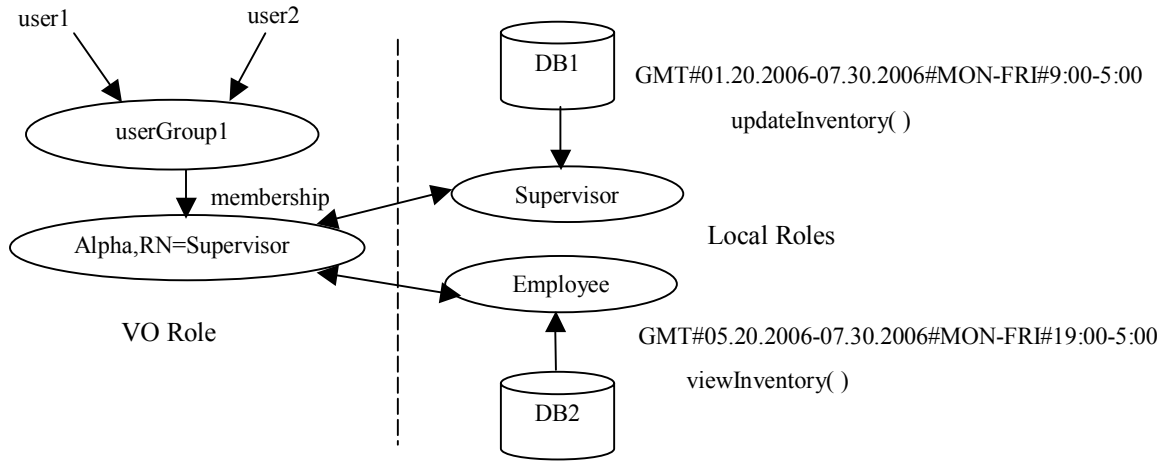 user1
user2
userGroup1
membership
Alpha,RN=Supervisor
VO Role
DB1
GMT#01.20.2006-07.30.2006#MON-FRI#9:00-5:00
updateInventory( )
Supervisor
Local Roles
Employee
GMT#05.20.2006-07.30.2006#MON-FRI#19:00-5:00
viewInventory( )
DB2